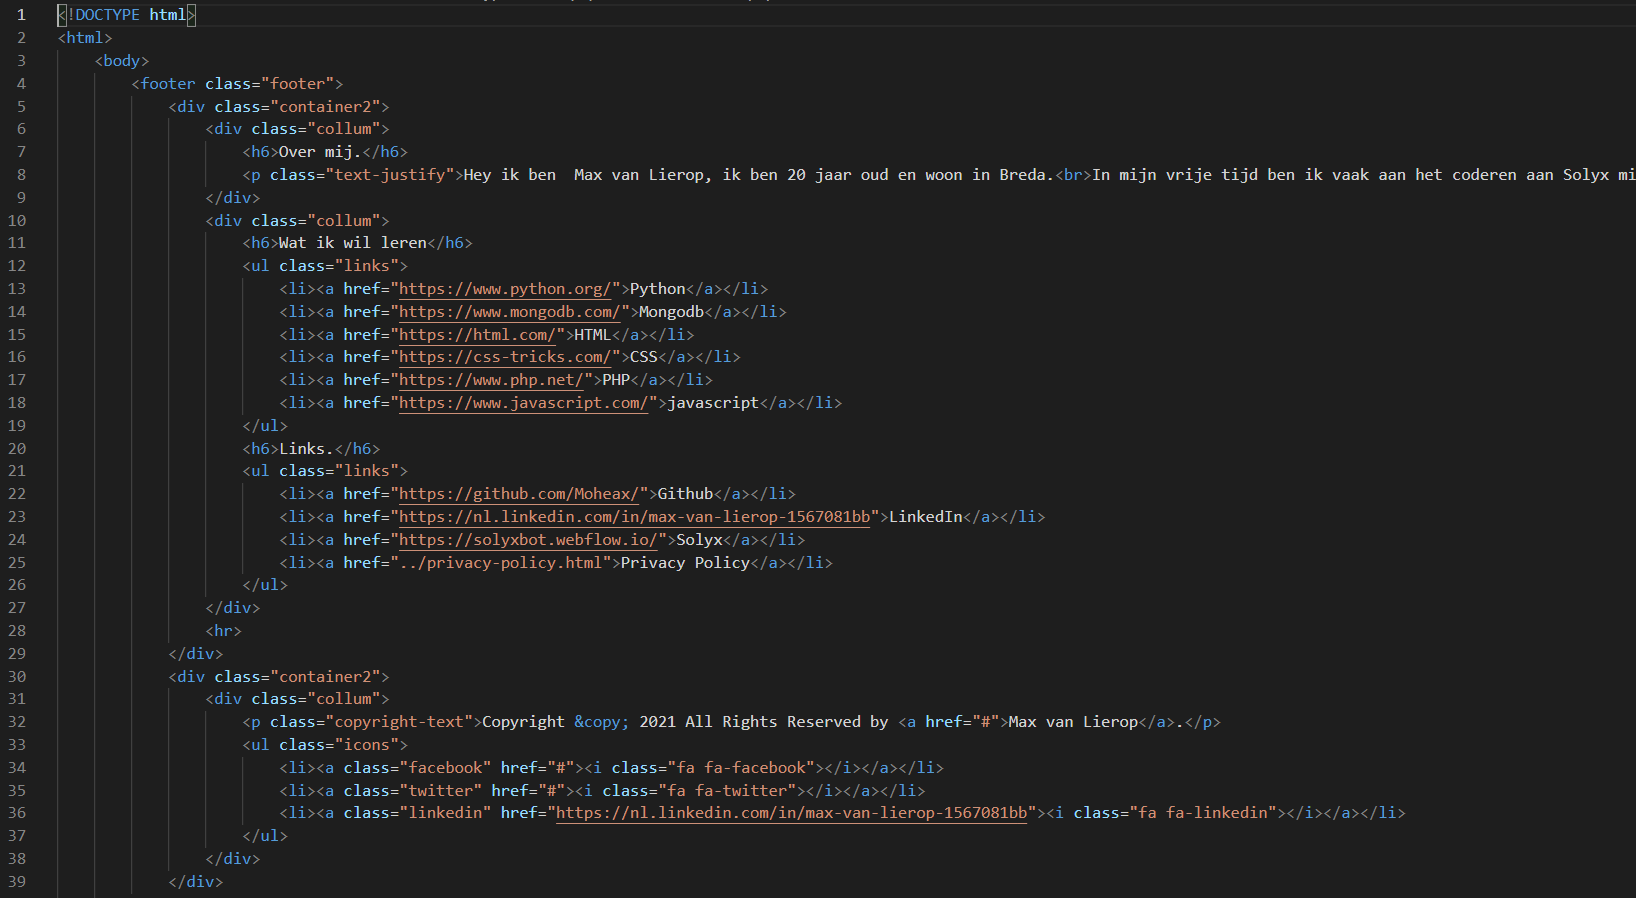 1 <!DOCTYPE html>
2 <html>
3 <body>
4 <footer class="footer">
5 <div class="container2">
6 <div class="collum">
7 <h6>Over mij.</h6>
8 <p class="text-justify">Hey ik ben  Max van Lierop, ik ben 20 jaar oud en woon in Breda.<br>In mijn vrije tijd ben ik vaak aan het coderen aan Solyx mi
9 </div>
10 <div class="collum">
11 <h6>Wat ik wil leren</h6>
12 <ul class="links">
13 <li><a href="https://www.python.org/">Python</a></li>
14 <li><a href="https://www.mongodb.com/">Mongodb</a></li>
15 <li><a href="https://html.com/">HTML</a></li>
16 <li><a href="https://css-tricks.com/">CSS</a></li>
17 <li><a href="https://www.php.net/">PHP</a></li>
18 <li><a href="https://www.javascript.com/">javascript</a></li>
19 </ul>
20 <h6>Links.</h6>
21 <ul class="links">
22 <li><a href="https://github.com/Moheax/">Github</a></li>
23 <li><a href="https://nl.linkedin.com/in/max-van-lierop-1567081bb">LinkedIn</a></li>
24 <li><a href="https://solyxbot.webflow.io/">Solyx</a></li>
25 <li><a href="../privacy-policy.html">Privacy Policy</a></li>
26 </ul>
27 </div>
28 <hr>
29 </div>
30 <div class="container2">
31 <div class="collum">
32 <p class="copyright-text">Copyright &copy; 2021 All Rights Reserved by <a href="#">Max van Lierop</a>.</p>
33 <ul class="icons">
34 <li><a class="facebook" href="#"><i class="fa fa-facebook"></i></a></li>
35 <li><a class="twitter" href="#"><i class="fa fa-twitter"></i></a></li>
36 <li><a class="linkedin" href="https://nl.linkedin.com/in/max-van-lierop-1567081bb"><i class="fa fa-linkedin"></i></a></li>
37 </ul>
38 </div>
39 </div>